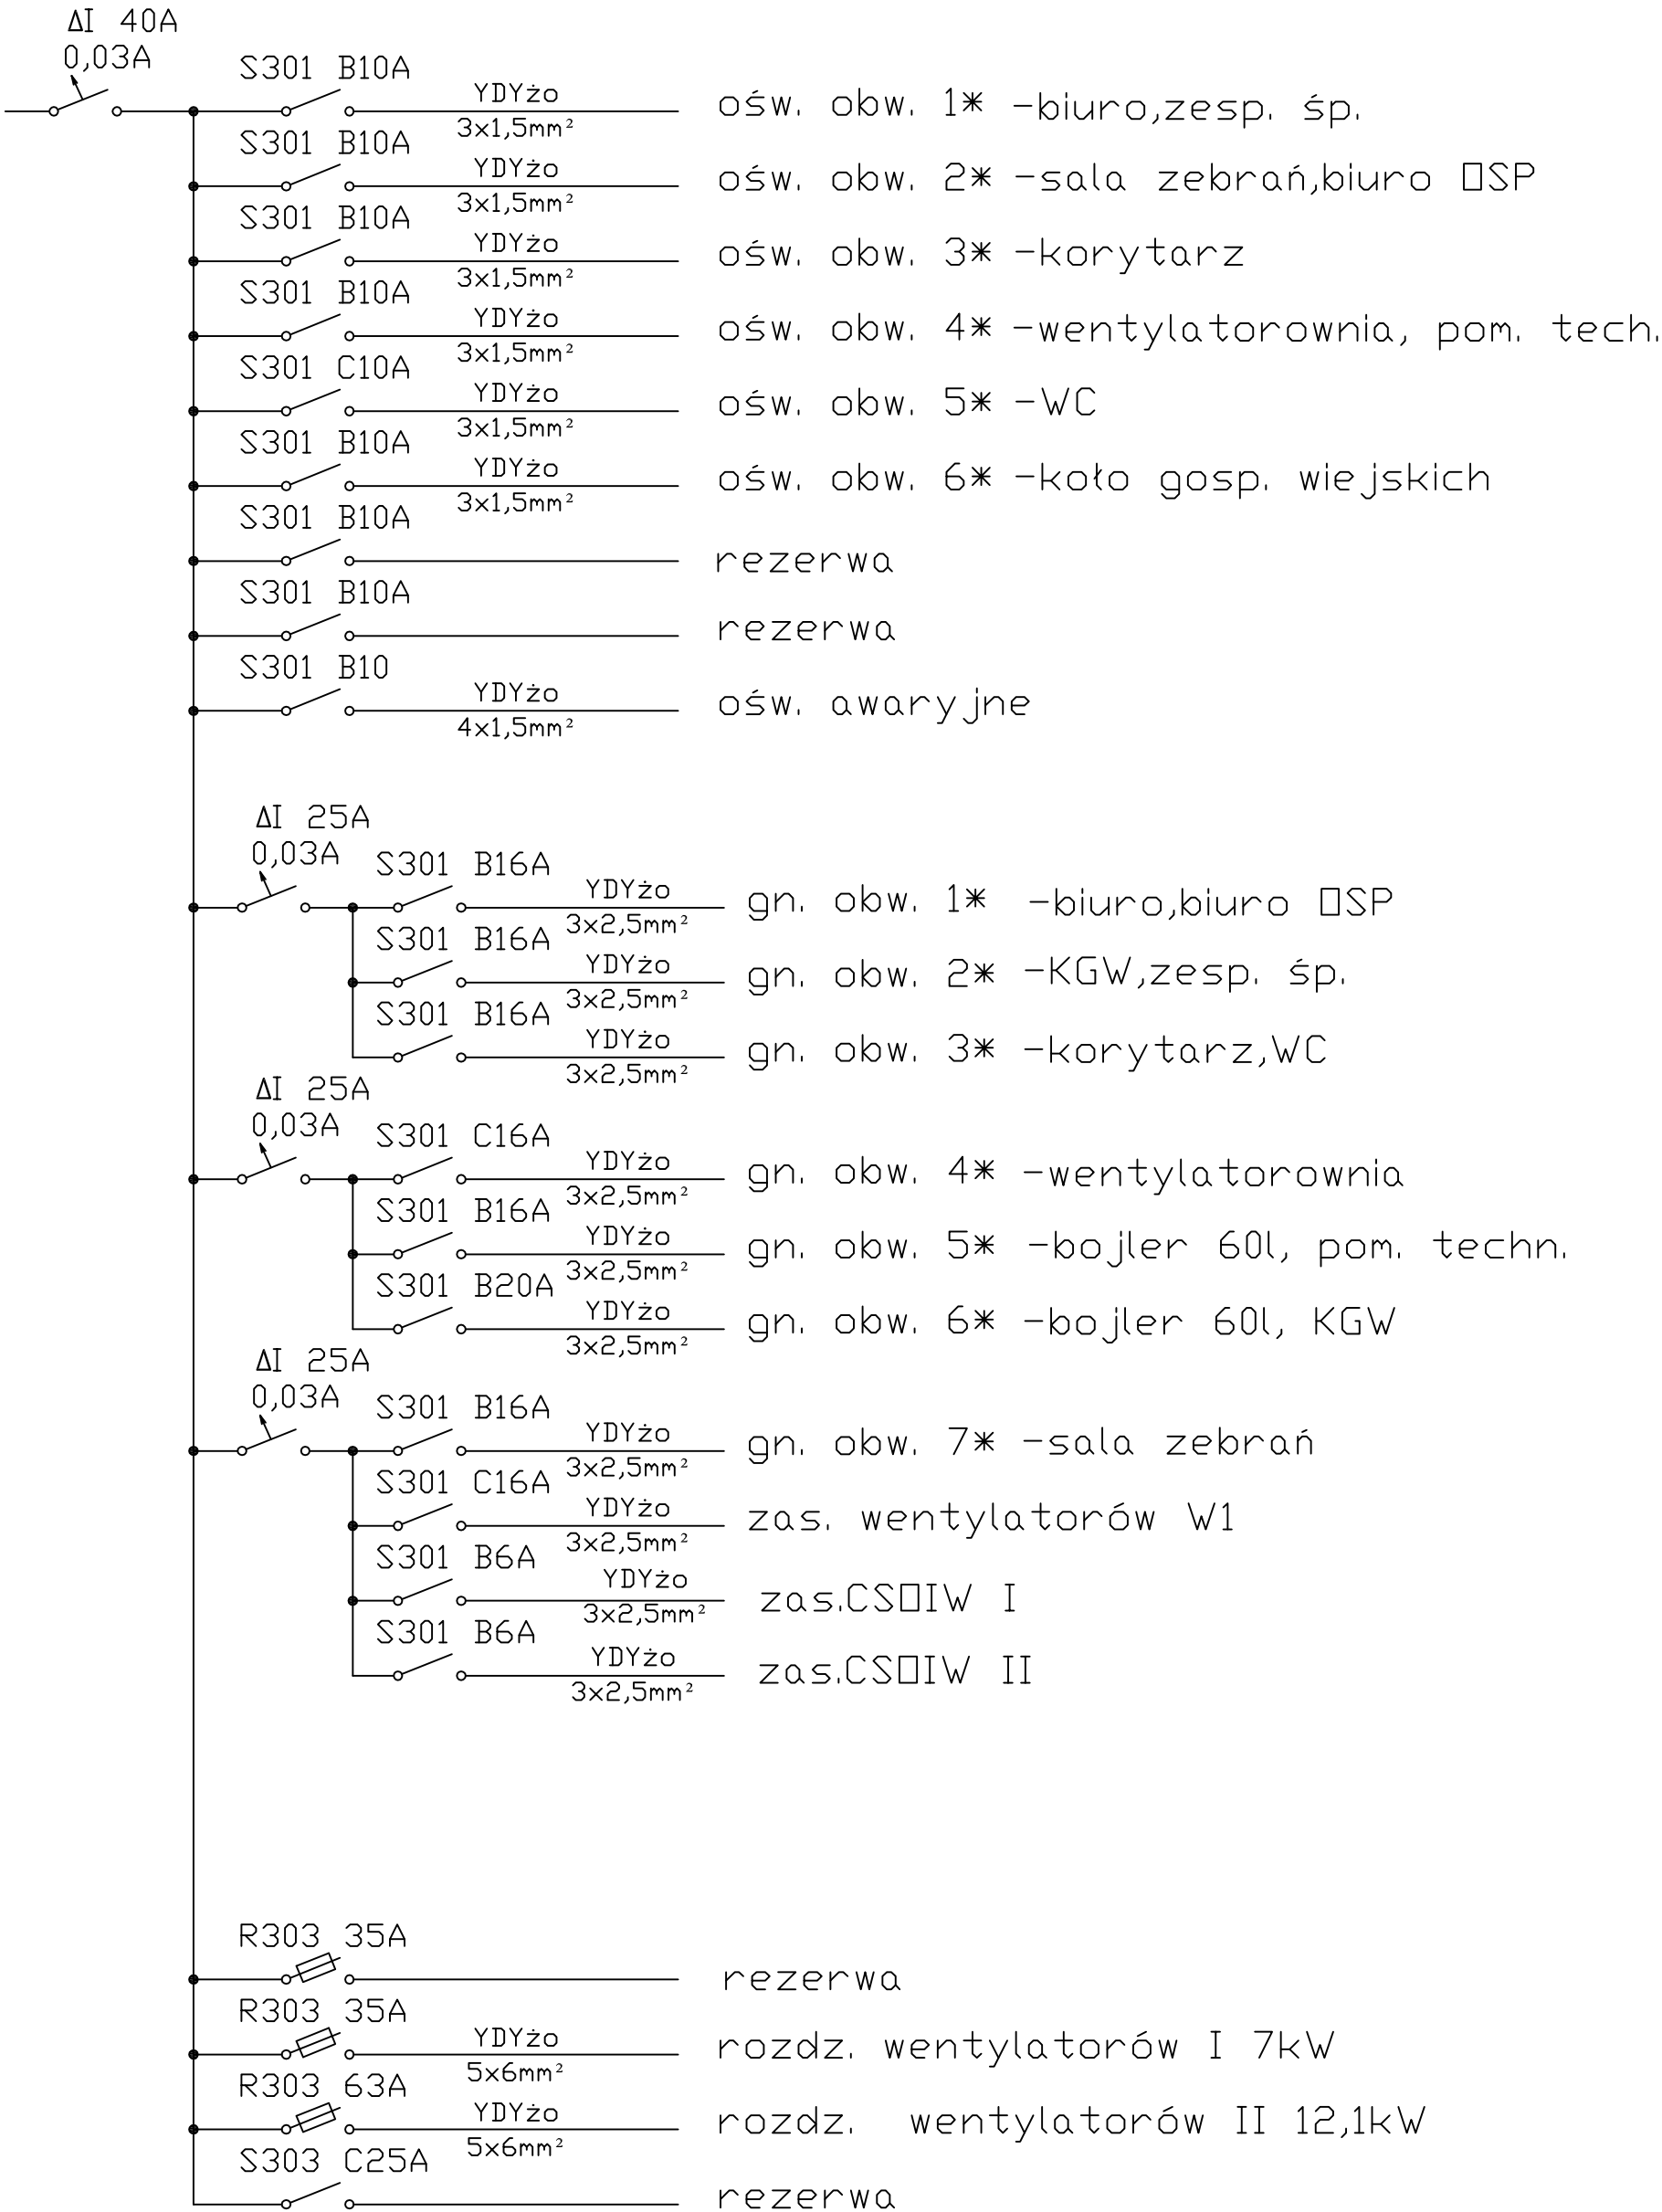 ΔI 40A
0,03A
S301 B10A
YDYżo
3x1,5mm²
ośw. obw. 1* -biuro,zesp. śp.
S301 B10A
YDYżo
3x1,5mm²
ośw. obw. 2* -sala zebrań,biuro OSP
S301 B10A
YDYżo
3x1,5mm²
ośw. obw. 3* -korytarz
S301 B10A
YDYżo
3x1,5mm²
ośw. obw. 4* -wentylatorownia, pom. tech.
S301 C10A
YDYżo
3x1,5mm²
ośw. obw. 5* -WC
S301 B10A
YDYżo
3x1,5mm²
ośw. obw. 6* -koło gosp. wiejskich
S301 B10A
rezerwa
S301 B10A
rezerwa
S301 B10
YDYżo
4x1,5mm²
ośw. awaryjne
ΔI 25A
0,03A
S301 B16A
YDYżo
3x2,5mm²
gn. obw. 1* -biuro,biuro OSP
S301 B16A
YDYżo
3x2,5mm²
gn. obw. 2* -KGW,zesp. śp.
S301 B16A
YDYżo
3x2,5mm²
gn. obw. 3* -korytarz,WC
ΔI 25A
0,03A
S301 C16A
YDYżo
3x2,5mm²
gn. obw. 4* -wentylatorownia
S301 B16A
YDYżo
3x2,5mm²
gn. obw. 5* -bojler 60l, pom. techn.
S301 B20A
YDYżo
3x2,5mm²
gn. obw. 6* -bojler 60l, KGW
ΔI 25A
0,03A
S301 B16A
YDYżo
3x2,5mm²
gn. obw. 7* -sala zebrań
S301 C16A
YDYżo
3x2,5mm²
zas. wentylatorów W1
S301 B6A
YDYżo
3x2,5mm²
zas.CSOIW I
S301 B6A
YDYżo
3x2,5mm²
zas.CSOIW II
R303 35A
rezerwa
R303 35A
YDYżo
5x6mm²
rozdz. wentylatorów I 7kW
R303 63A
YDYżo
5x6mm²
rozdz. wentylatorów II 12,1kW
S303 C25A
rezerwa